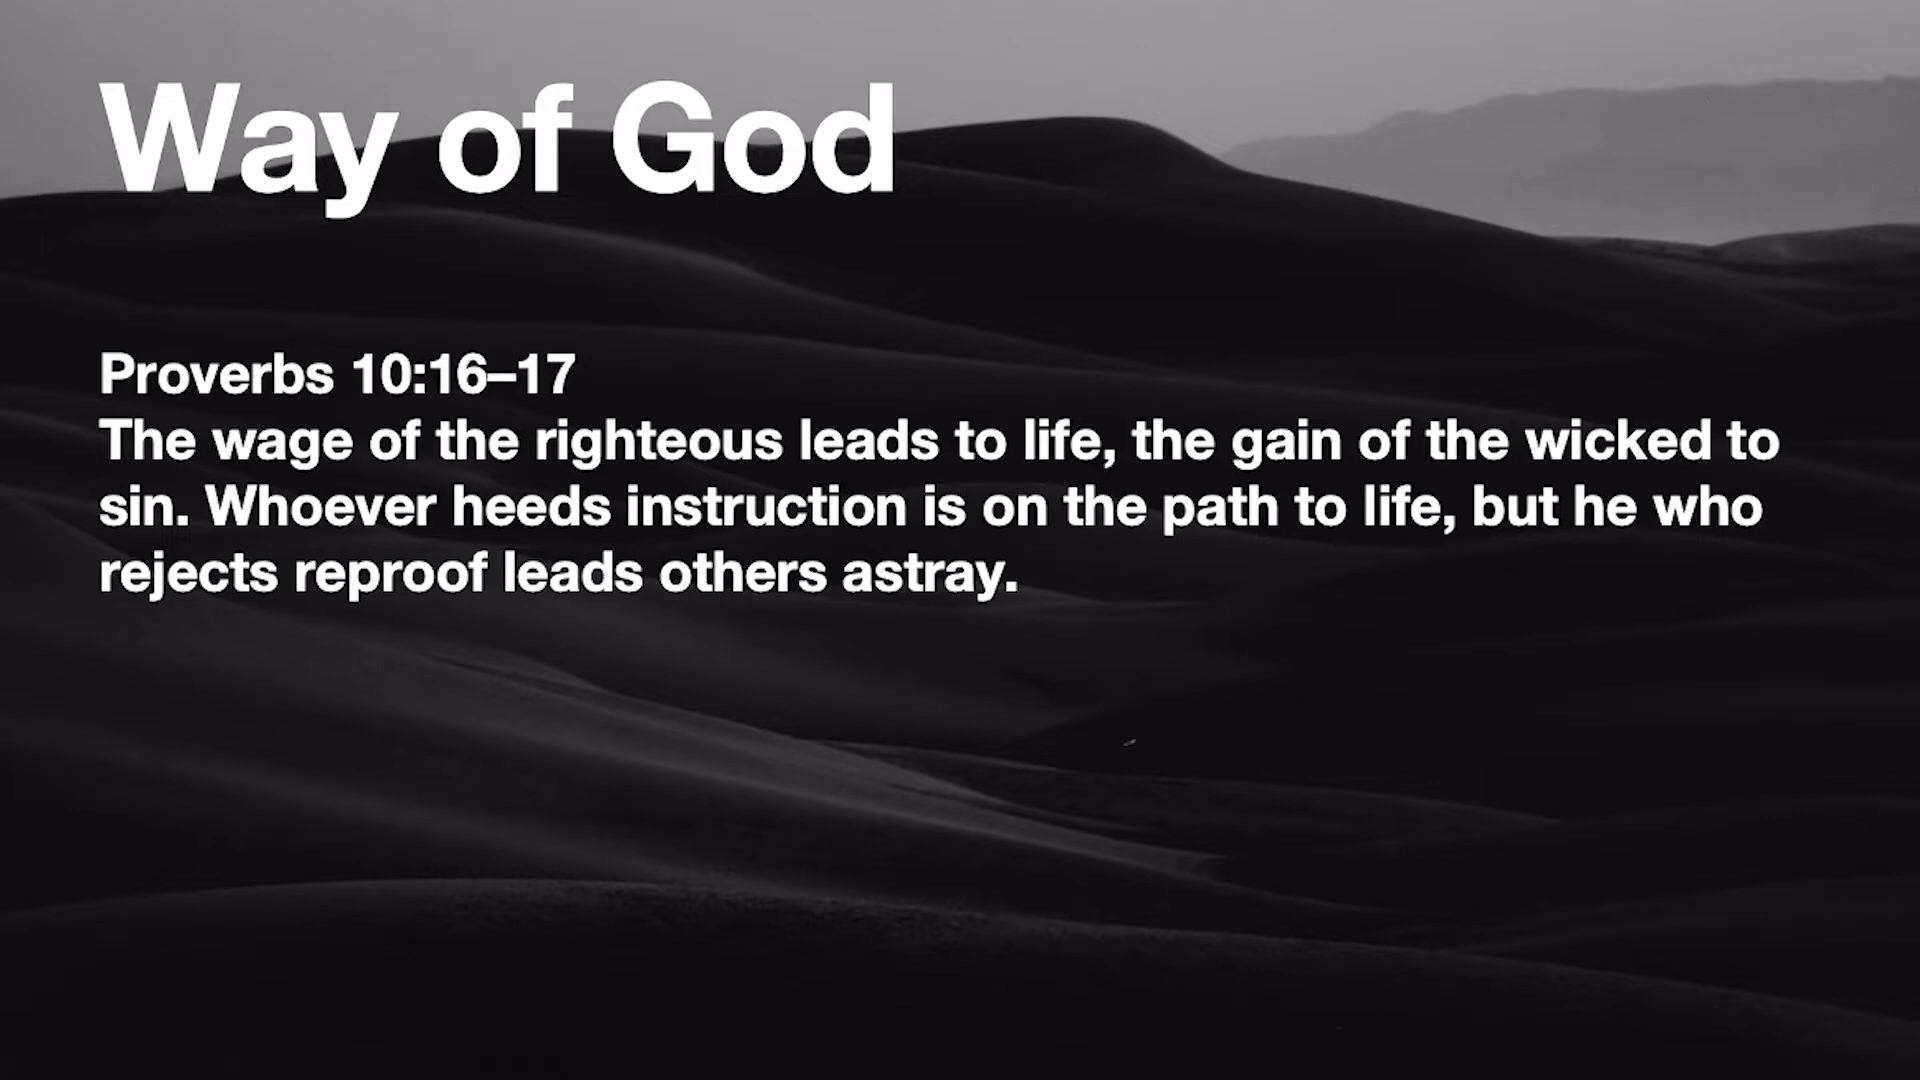 Way of God
Proverbs 10:16–17
The wage of the righteous leads to life, the gain of the wicked to
sin. Whoever heeds instruction is on the path to life, but he who
rejects reproof leads others astray.